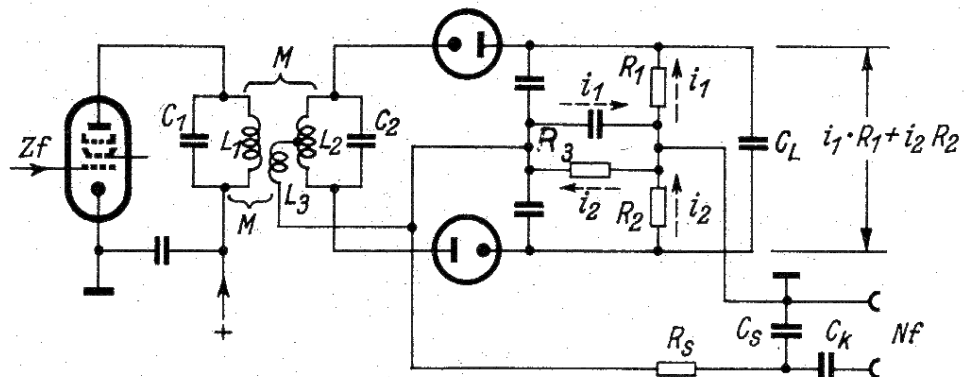 Zf
+
C1
L1
M
M
L3
L2
C2
R3
i1
i2
R1
i1
R2
i2
CL
i1·R1+i2 R2
Rs
Cs
Ck
Nf